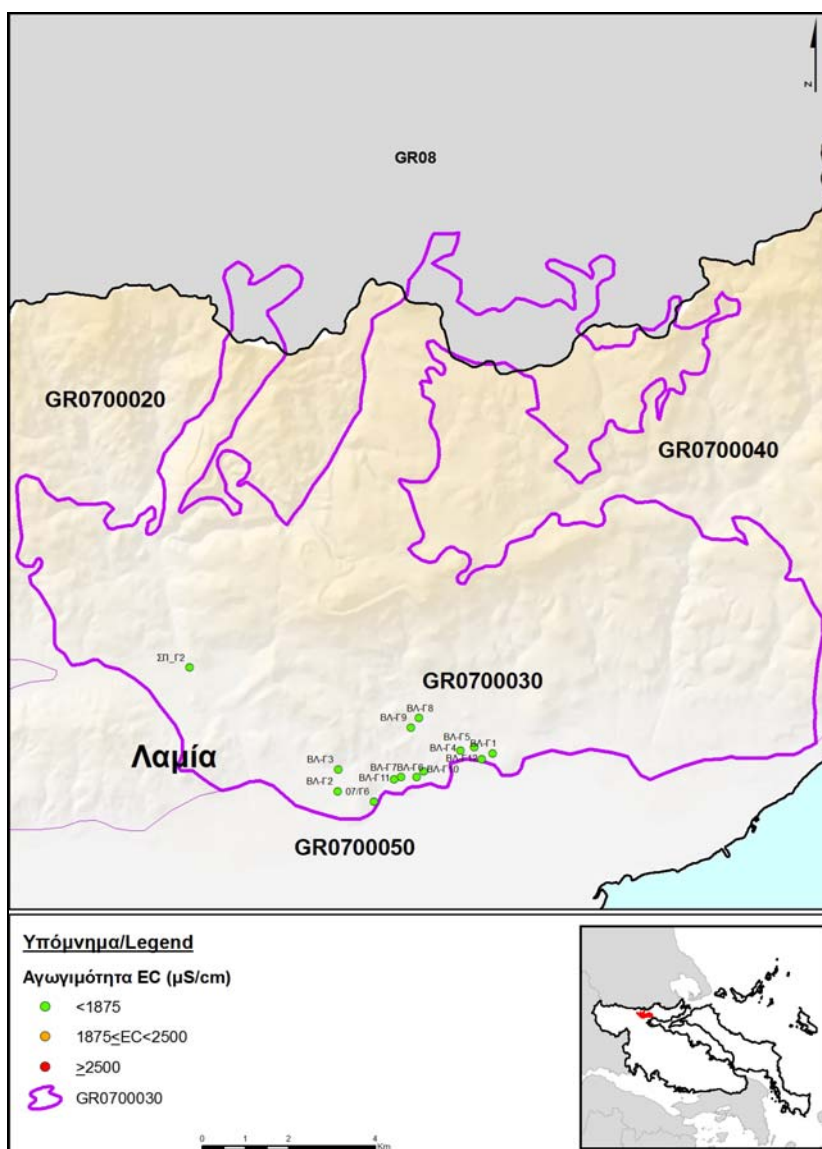 N
GR08
GR0700020
GR0700040
GR0700030
ΣΠ_Γ2
ΒΛ-Γ8
ΒΛ-Γ9
ΒΛ-Γ5
ΒΛ-Γ4
ΒΛ-Γ1
ΒΛ-Γ12
Λαμία
ΒΛ-Γ3
ΒΛ-Γ7
ΒΛ-Γ6
ΒΛ-Γ10
ΒΛ-Γ11
ΒΛ-Γ2
07/Γ6
GR0700050
Υπόμνημα/Legend
Αγωγιμότητα EC (μS/cm)
<1875
1875≤EC<2500
≥2500
GR0700030
0 1 2 4
Km